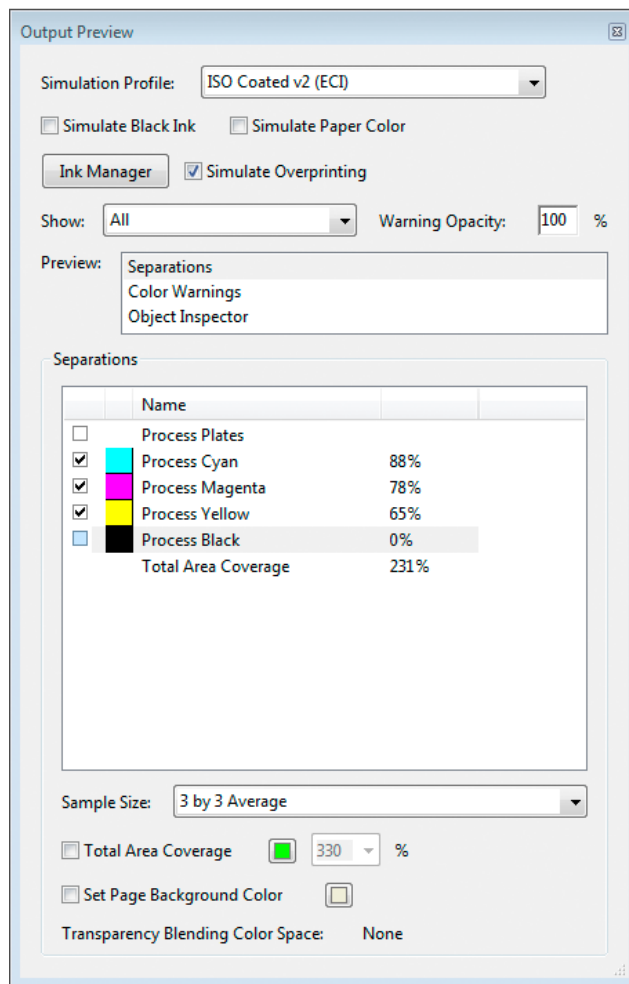 Output Preview
Simulation Profile: ISO Coated v2 (ECI)
Simulate Black Ink Simulate Paper Color
Ink Manager Simulate Overprinting
Show: All Warning Opacity: 100 %
Preview: Separations
Color Warnings
Object Inspector
Separations
Name
Process Plates
Process Cyan 88%
Process Magenta 78%
Process Yellow 65%
Process Black 0%
Total Area Coverage 231%
Sample Size: 3 by 3 Average
Total Area Coverage 330 %
Set Page Background Color
Transparency Blending Color Space: None